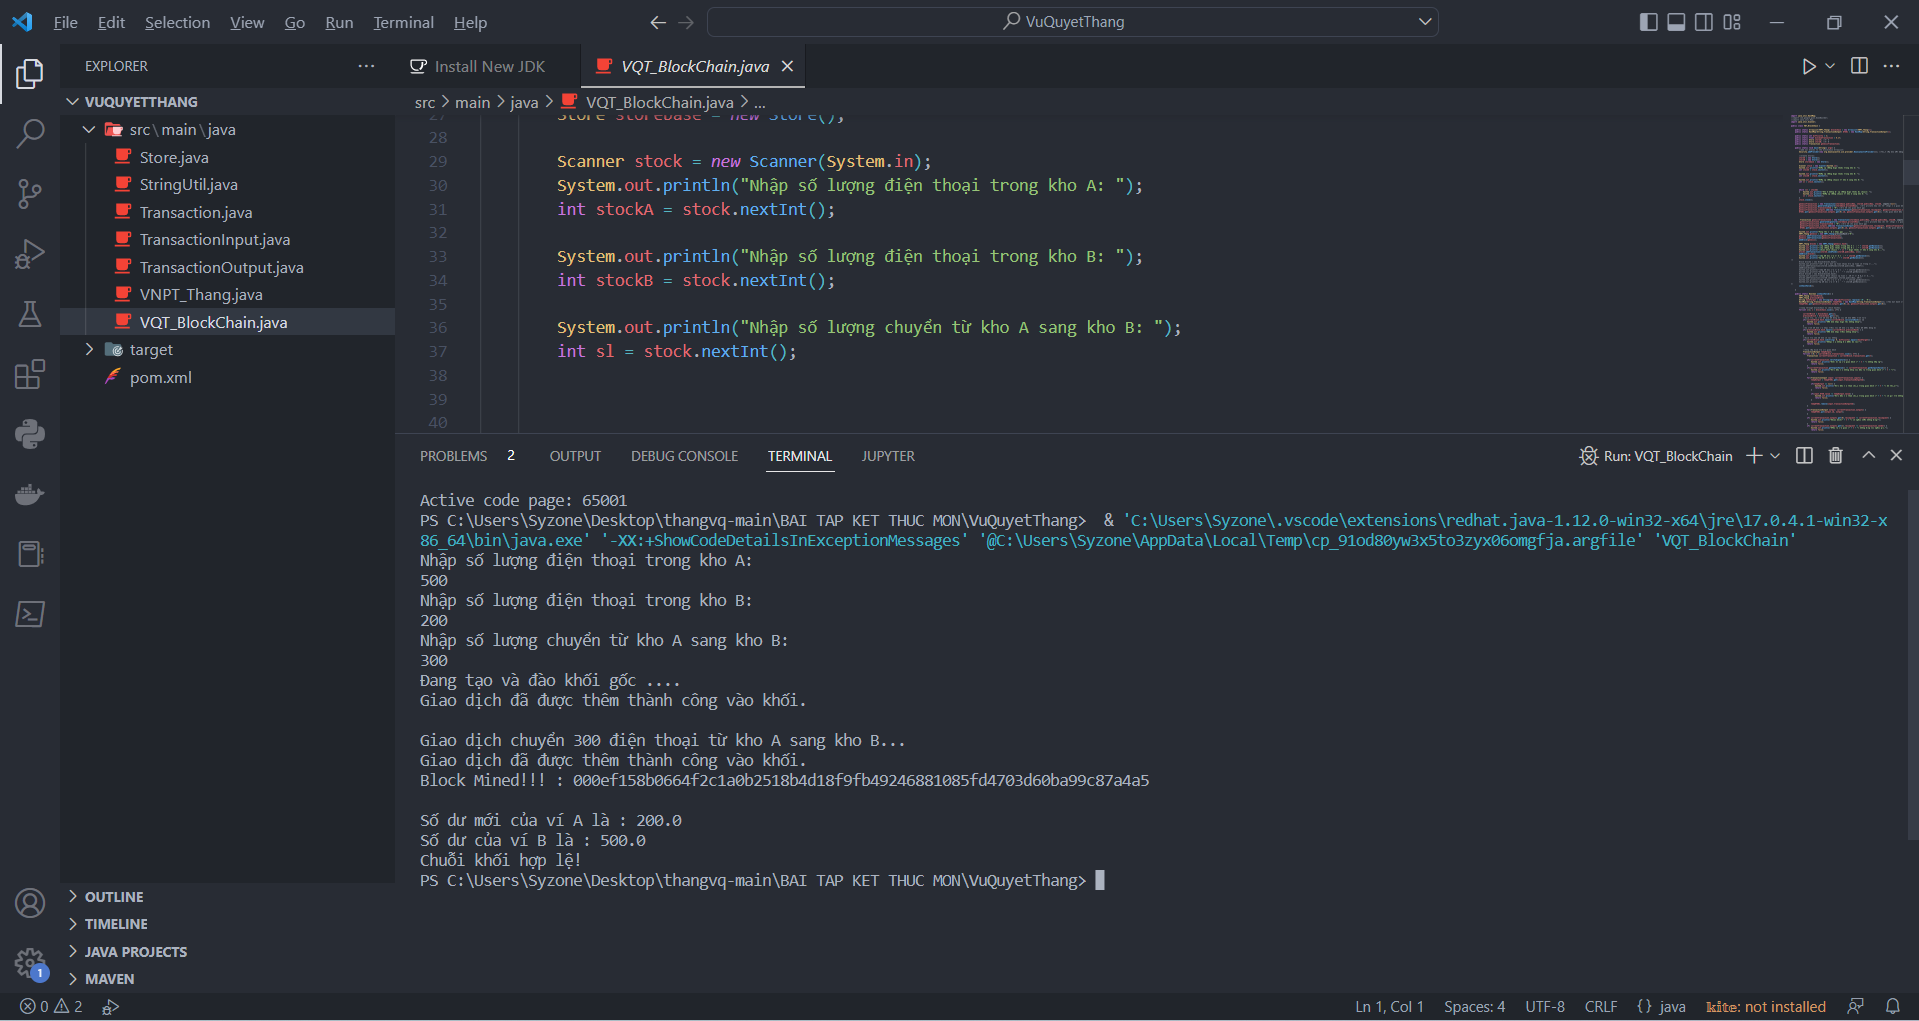 File Edit Selection View Go Run Terminal Help
VuQuyetThang
EXPLORER
VUQUYETTHANG
src\main\java
Store.java
StringUtil.java
Transaction.java
TransactionInput.java
TransactionOutput.java
VNPT_Thang.java
VQT_BlockChain.java
target
pom.xml
OUTLINE
TIMELINE
JAVA PROJECTS
MAVEN
Install New JDK VQT_BlockChain.java
src > main > java > VQT_BlockChain.java > ...
27 Store storeBase = new Store();
28
29 Scanner stock = new Scanner(System.in);
30 System.out.println("Nhập số lượng điện thoại trong kho A: ");
31 int stockA = stock.nextInt();
32
33 System.out.println("Nhập số lượng điện thoại trong kho B: ");
34 int stockB = stock.nextInt();
35
36 System.out.println("Nhập số lượng chuyển từ kho A sang kho B: ");
37 int sl = stock.nextInt();
38
39
40
PROBLEMS 2 OUTPUT DEBUG CONSOLE TERMINAL JUPYTER
Run: VQT_BlockChain
Active code page: 65001
PS C:\Users\Syzone\Desktop\thangvq-main\BAI TAP KET THUC MON\VuQuyetThang>  & 'C:\Users\Syzone\.vscode\extensions\redhat.java-1.12.0-win32-x64\jre\17.0.4.1-win32-x
86_64\bin\java.exe' '-XX:+ShowCodeDetailsInExceptionMessages' '@C:\Users\Syzone\AppData\Local\Temp\cp_91od80yw3x5to3zyx06omgfja.argfile' 'VQT_BlockChain'
Nhập số lượng điện thoại trong kho A:
500
Nhập số lượng điện thoại trong kho B:
200
Nhập số lượng chuyển từ kho A sang kho B:
300
Đang tạo và đào khối gốc ....
Giao dịch đã được thêm thành công vào khối.
Giao dịch chuyển 300 điện thoại từ kho A sang kho B...
Giao dịch đã được thêm thành công vào khối.
Block Mined!!! : 000ef158b0664f2c1a0b2518b4d18f9fb49246881085fd4703d60ba99c87a4a5
Số dư mới của ví A là : 200.0
Số dư của ví B là : 500.0
Chuỗi khối hợp lệ!
PS C:\Users\Syzone\Desktop\thangvq-main\BAI TAP KET THUC MON\VuQuyetThang>
1
0 2
Ln 1, Col 1 Spaces: 4 UTF-8 CRLF {} java kite: not installed